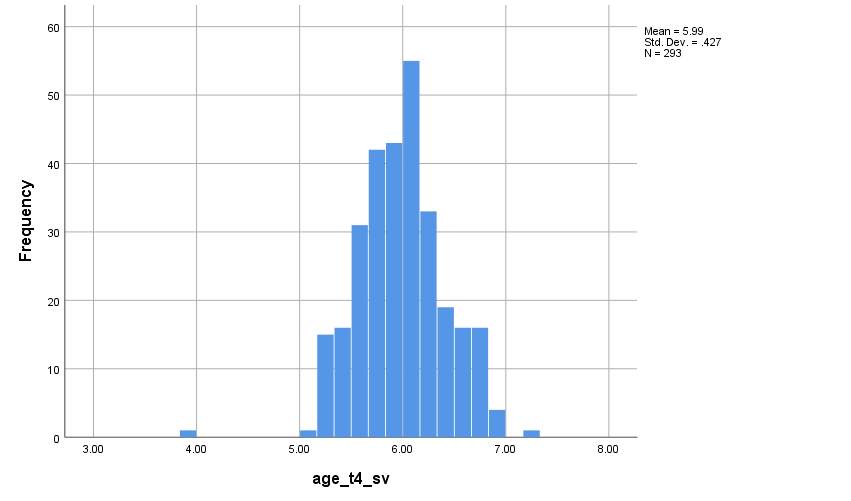 Mean = 5.99
Std. Dev. = .427
N = 293
60
50
40
30
20
10
0
Frequency
3.00 4.00 5.00 6.00 7.00 8.00
age_t4_sv